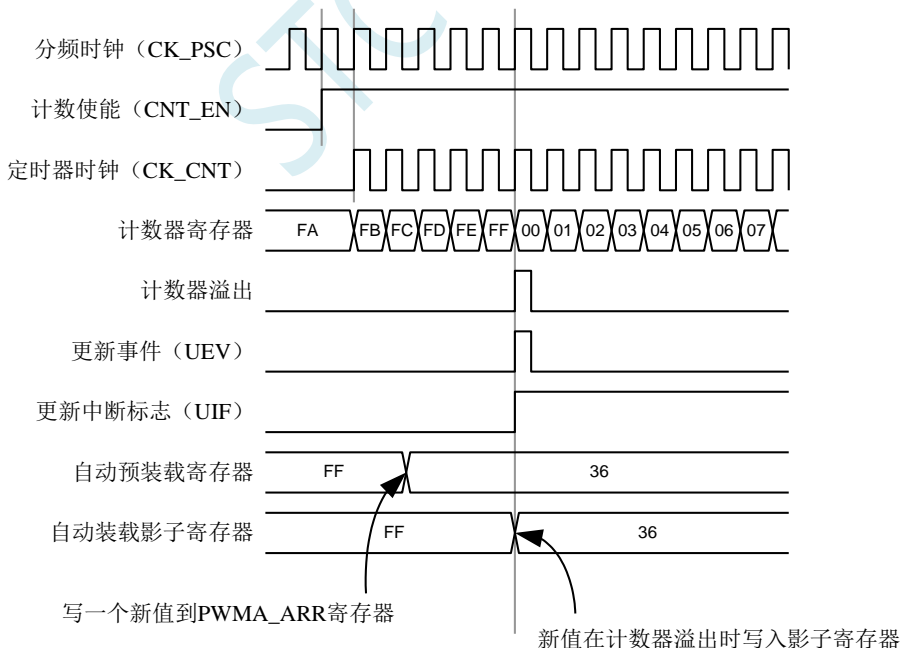 STC
分频时钟（CK_PSC）
计数使能（CNT_EN）
定时器时钟（CK_CNT）
计数器寄存器 FA FB FC FD FE FF 00 01 02 03 04 05 06 07
计数器溢出
更新事件（UEV）
更新中断标志（UIF）
自动预装载寄存器 FF 36
自动装载影子寄存器 FF 36
写一个新值到PWMA_ARR寄存器
新值在计数器溢出时写入影子寄存器